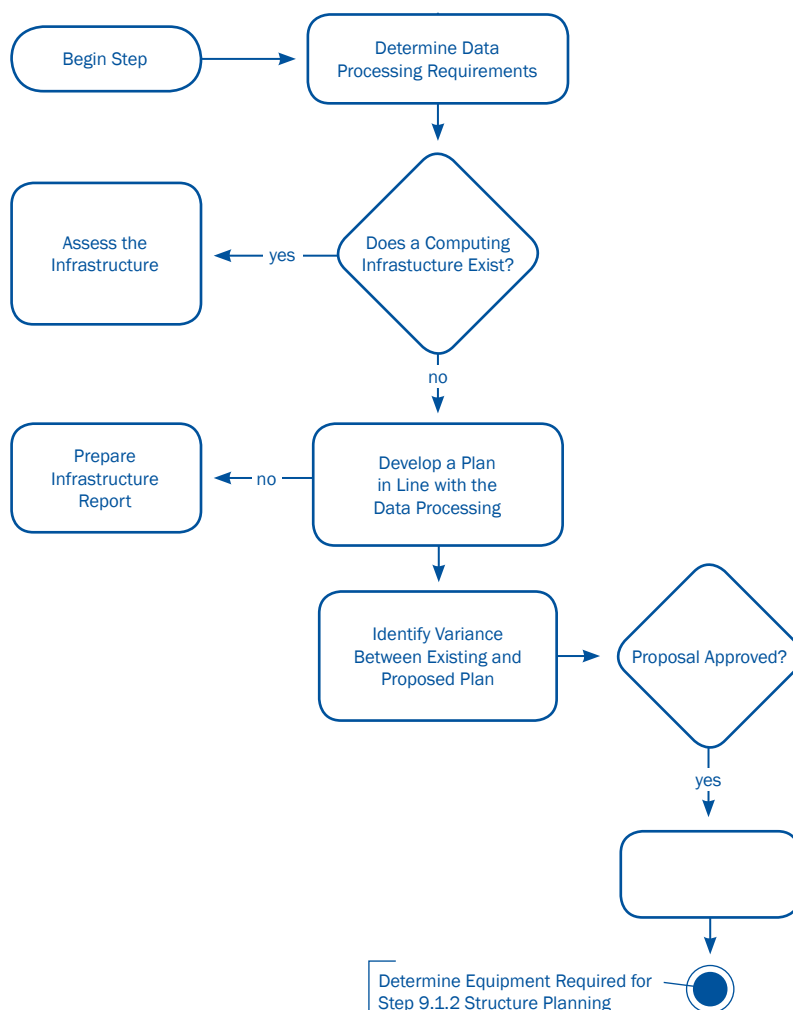 Begin Step
Determine Data
Processing Requirements
Does a Computing
Infrastucture Exist?
yes
Assess the
Infrastructure
no
Develop a Plan
in Line with the
Data Processing
no
Prepare
Infrastructure
Report
Identify Variance
Between Existing and
Proposed Plan
Proposal Approved?
yes
Determine Equipment Required for
Step 9.1.2 Structure Planning